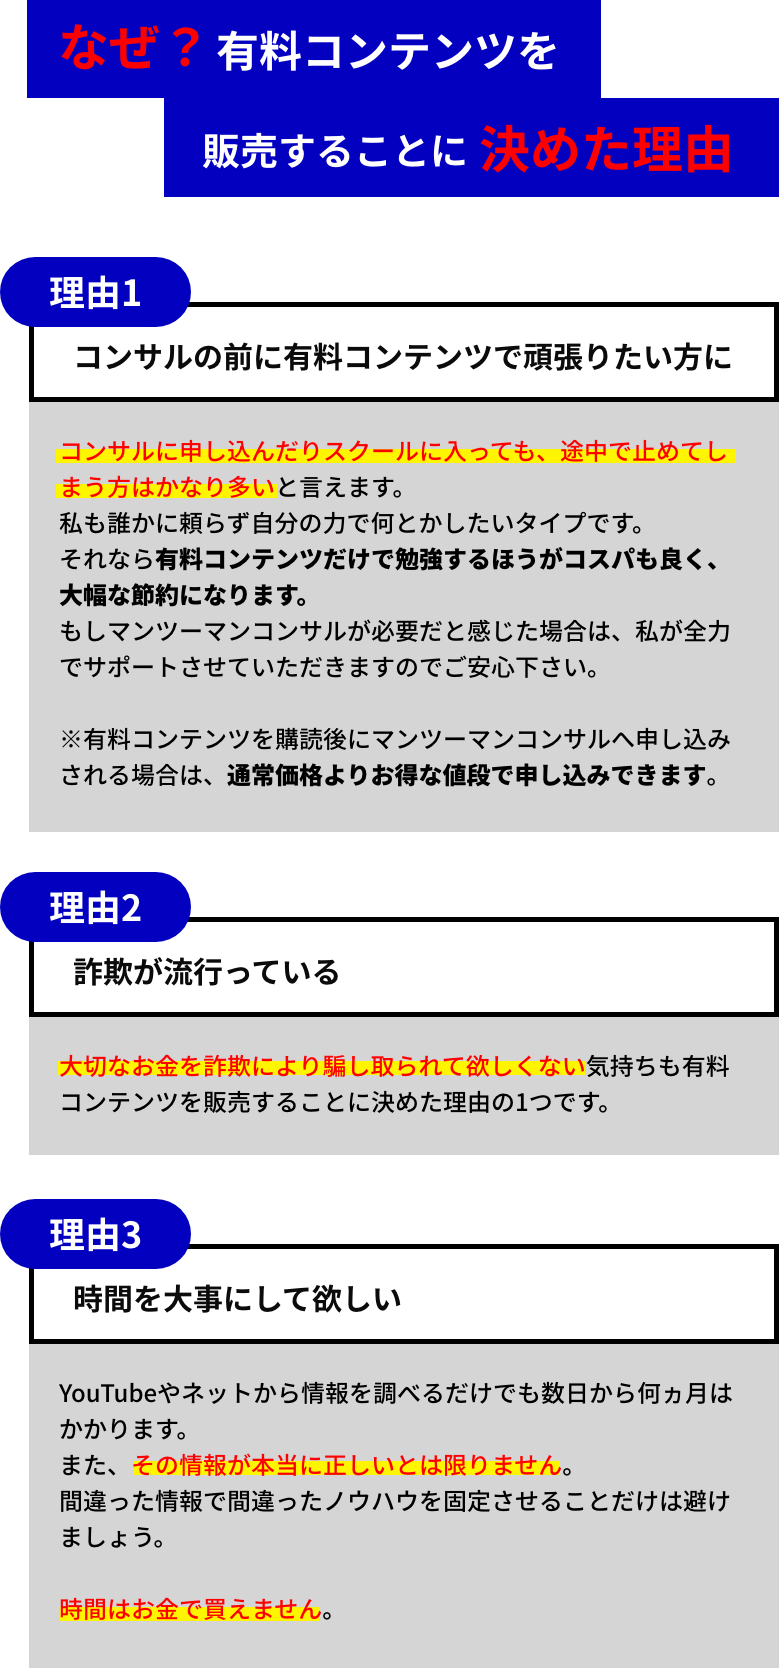 なぜ？有料コンテンツを
販売することに 決めた理由
理由1
コンサルの前に有料コンテンツで頑張りたい方に
コンサルに申し込んだりスクールに入っても、途中で止めてし
まう方はかなり多いと言えます。
私も誰かに頼らず自分の力で何とかしたいタイプです。
それなら有料コンテンツだけで勉強するほうがコスパも良く、
大幅な節約になります。
もしマンツーマンコンサルが必要だと感じた場合は、私が全力
でサポートさせていただきますのでご安心下さい。
※有料コンテンツを購読後にマンツーマンコンサルへ申し込み
される場合は、通常価格よりお得な値段で申し込みできます。
理由2
詐欺が流行っている
大切なお金を詐欺により騙し取られて欲しくない気持ちも有料
コンテンツを販売することに決めた理由の1つです。
理由3
時間を大事にして欲しい
YouTubeやネットから情報を調べるだけでも数日から何ヵ月は
かかります。
また、その情報が本当に正しいとは限りません。
間違った情報で間違ったノウハウを固定させることだけは避け
ましょう。
時間はお金で買えません。